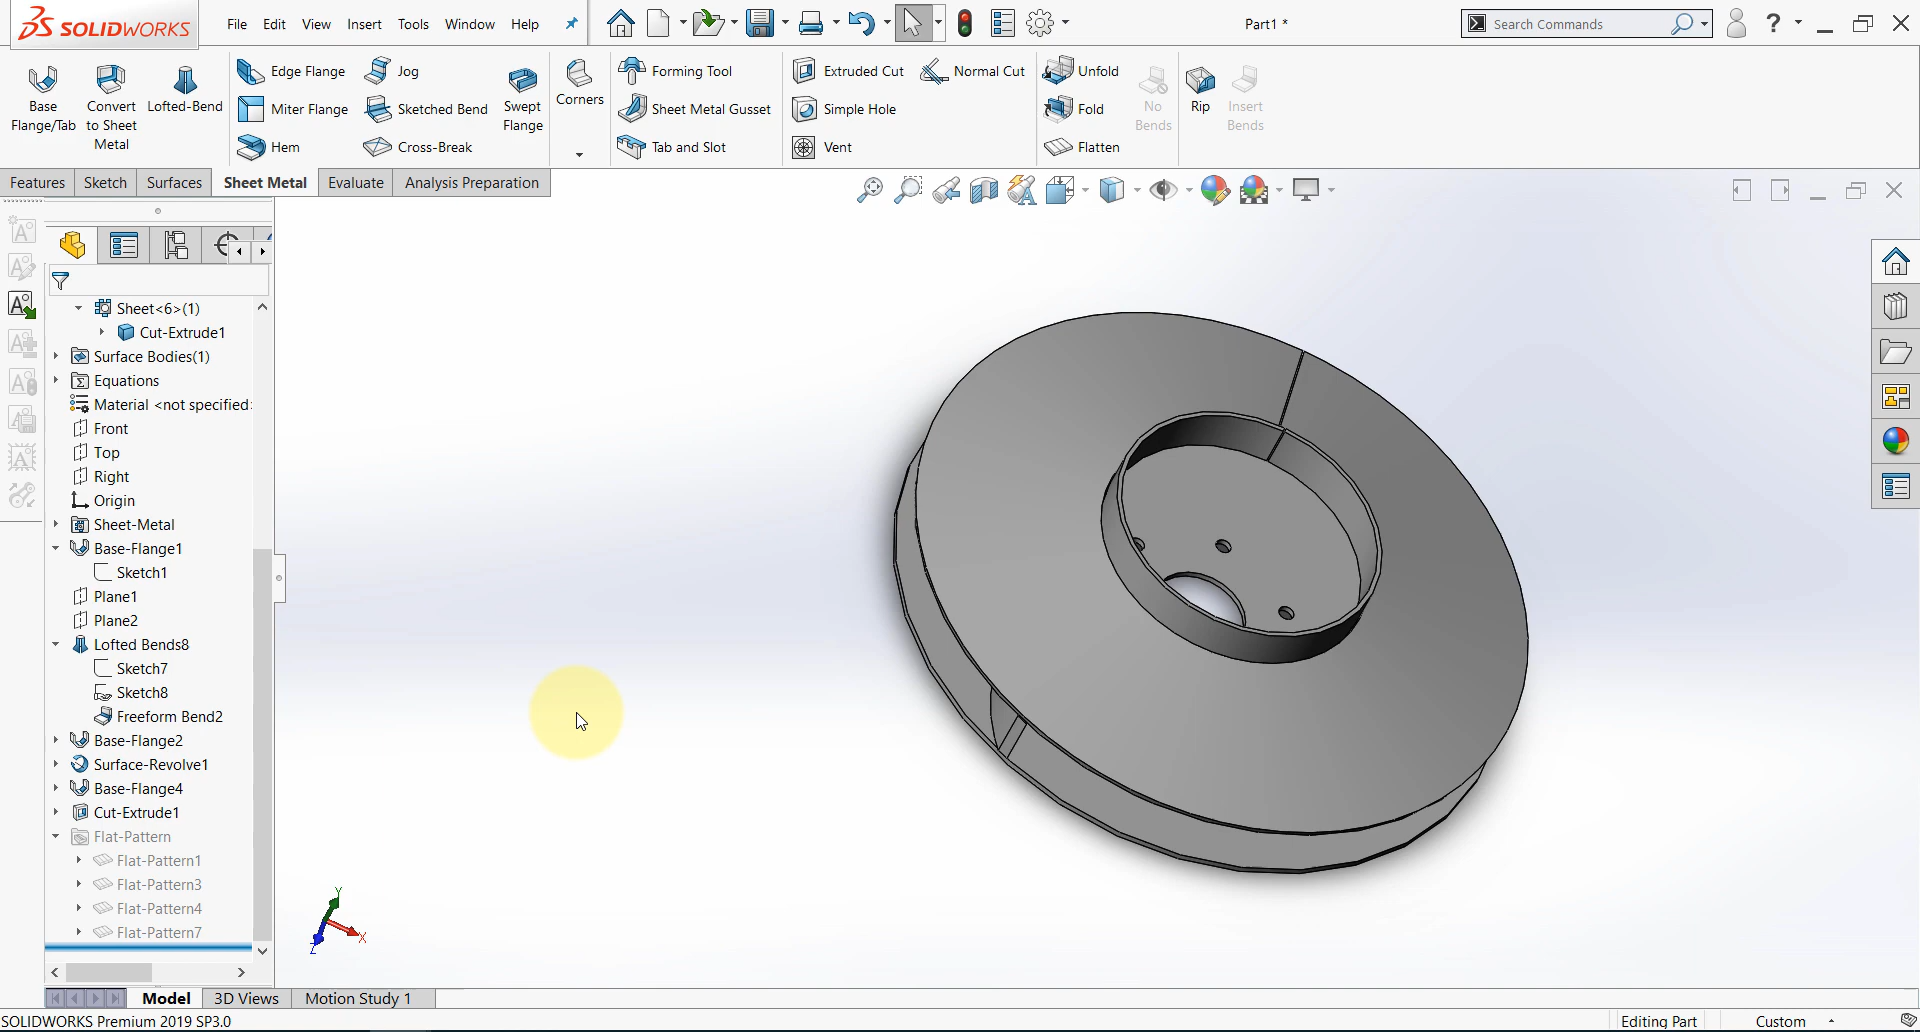 SOLIDWORKS
File Edit View Insert Tools Window Help
Part1 *
Search Commands
?
Base Flange/Tab
Convert to Sheet Metal
Lofted-Bend
Edge Flange
Miter Flange
Hem
Jog
Sketched Bend
Cross-Break
Swept Flange
Corners
Forming Tool
Sheet Metal Gusset
Tab and Slot
Extruded Cut
Simple Hole
Vent
Normal Cut
Unfold
Fold
Flatten
No Bends
Rip
Insert Bends
Features Sketch Surfaces Sheet Metal Evaluate Analysis Preparation
Sheet<6>(1)
Cut-Extrude1
Surface Bodies(1)
Equations
Material <not specified>
Front
Top
Right
Origin
Sheet-Metal
Base-Flange1
Sketch1
Plane1
Plane2
Lofted Bends8
Sketch7
Sketch8
Freeform Bend2
Base-Flange2
Surface-Revolve1
Base-Flange4
Cut-Extrude1
Flat-Pattern
Flat-Pattern1
Flat-Pattern3
Flat-Pattern4
Flat-Pattern7
Y
X
Z
Model 3D Views Motion Study 1
SOLIDWORKS Premium 2019 SP3.0
Editing Part
Custom